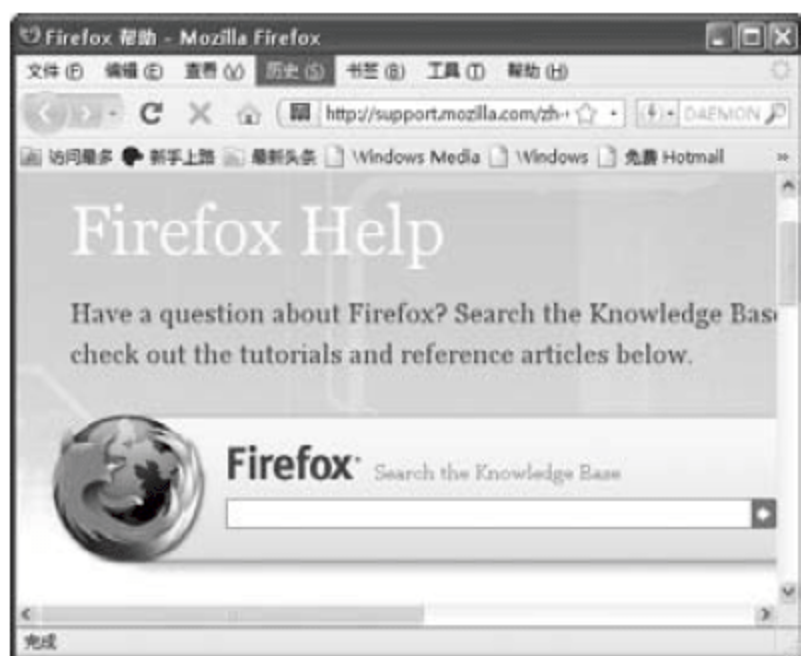 Firefox 帮助 - Mozilla Firefox
文件(F) 编辑(E) 查看(V) 历史(S) 书签(B) 工具(T) 帮助(H)
http://support.mozilla.com/zh- DAEMON
访问最多 新手上路 最新头条 Windows Media Windows 免费 Hotmail »
Firefox Help
Have a question about Firefox? Search the Knowledge Base
check out the tutorials and reference articles below.
Firefox Search the Knowledge Base
完成